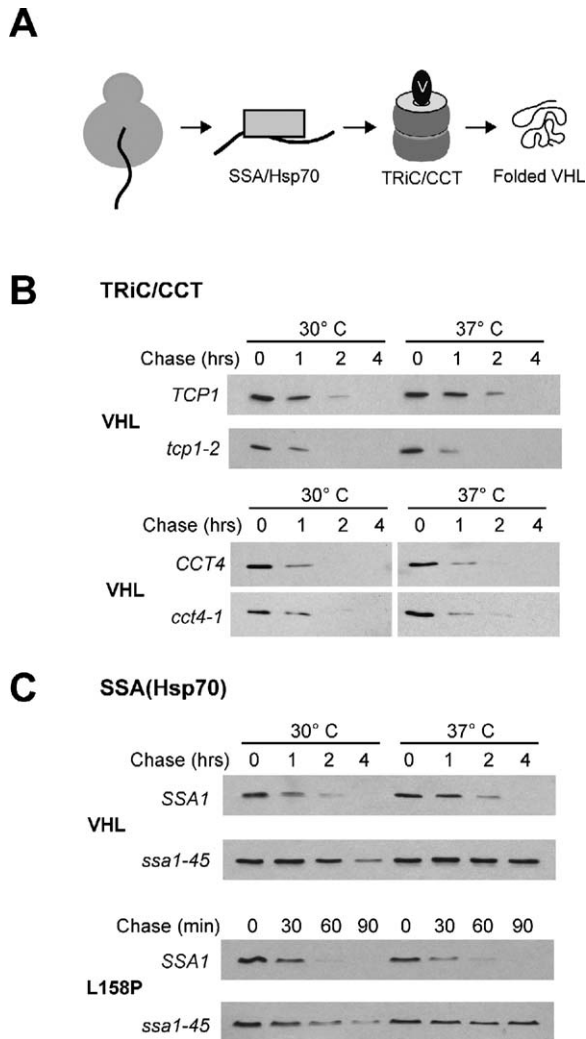 A
V
SSA/Hsp70
TRiC/CCT
Folded VHL
B
TRiC/CCT
30° C 37° C
Chase (hrs) 0 1 2 4 0 1 2 4
TCP1
VHL
tcp1-2
30° C 37° C
Chase (hrs) 0 1 2 4 0 1 2 4
CCT4
VHL
cct4-1
C
SSA(Hsp70)
30° C 37° C
Chase (hrs) 0 1 2 4 0 1 2 4
SSA1
VHL
ssa1-45
Chase (min) 0 30 60 90 0 30 60 90
SSA1
L158P
ssa1-45